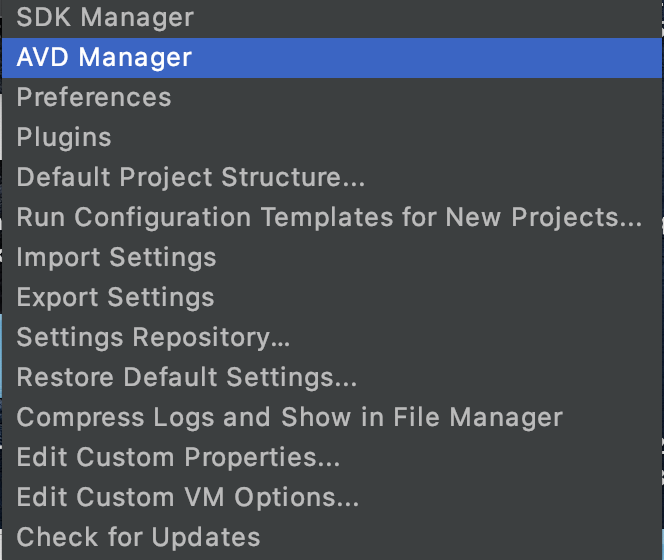 SDK Manager
AVD Manager
Preferences
Plugins
Default Project Structure...
Run Configuration Templates for New Projects...
Import Settings
Export Settings
Settings Repository...
Restore Default Settings...
Compress Logs and Show in File Manager
Edit Custom Properties...
Edit Custom VM Options...
Check for Updates